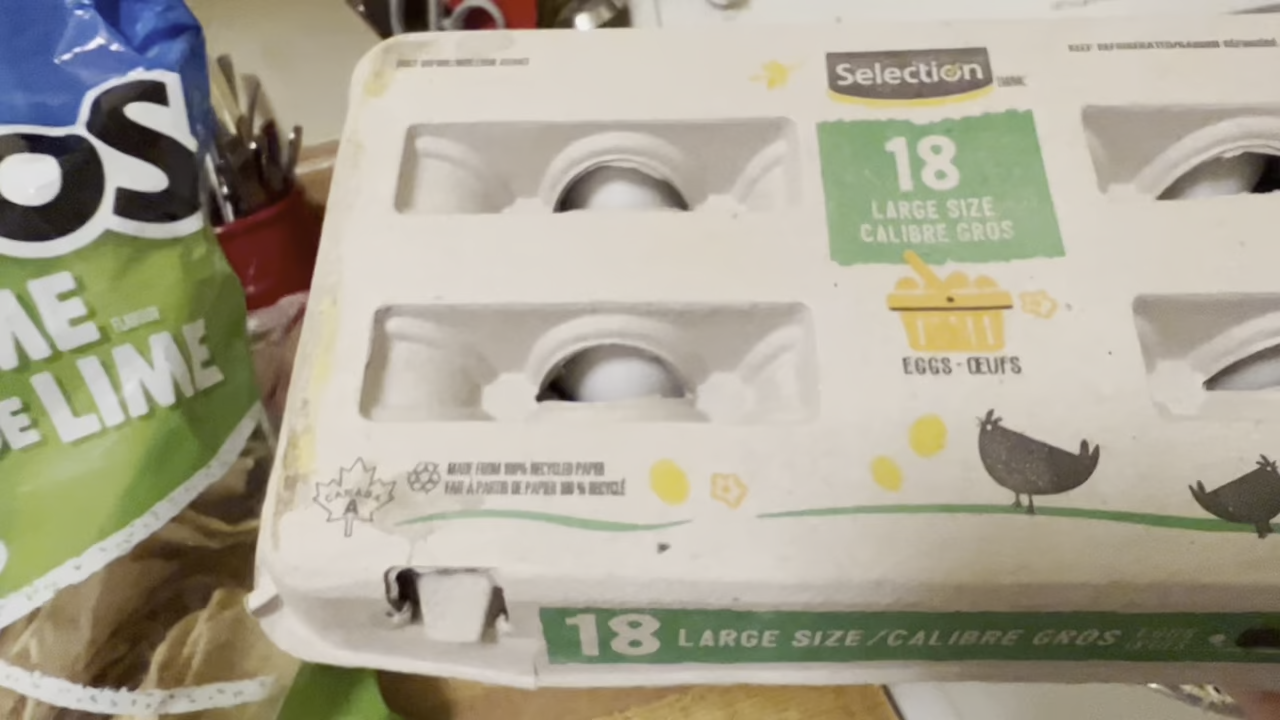 OS
ME
DE LIME
Selection
18
LARGE SIZE
CALIBRE GROS
EGGS - ŒUFS
CANADA
A
MADE FROM 100% RECYCLED PAPER
FAIT À PARTIR DE PAPIER 100 % RECYCLÉ
18 LARGE SIZE/CALIBRE GROS